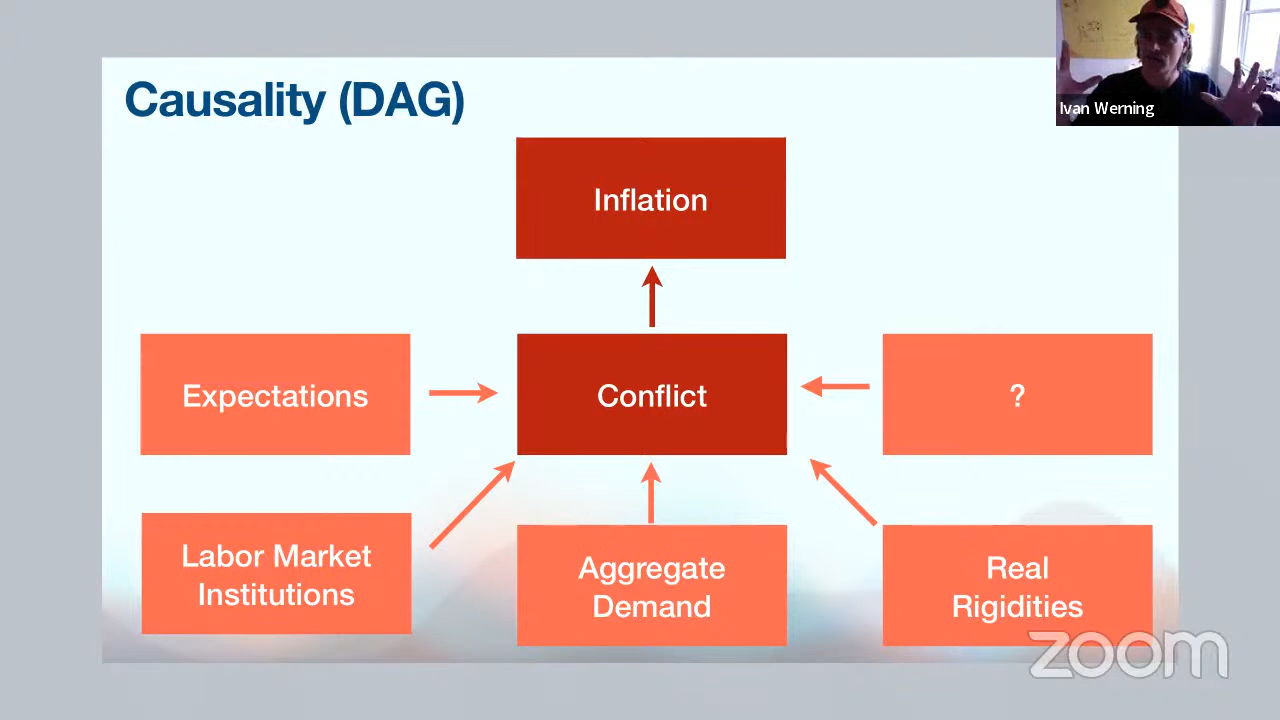 Causality (DAG)
Ivan Werning
Inflation
Expectations
Conflict
?
Labor Market
Institutions
Aggregate
Demand
Real
Rigidities
zoom